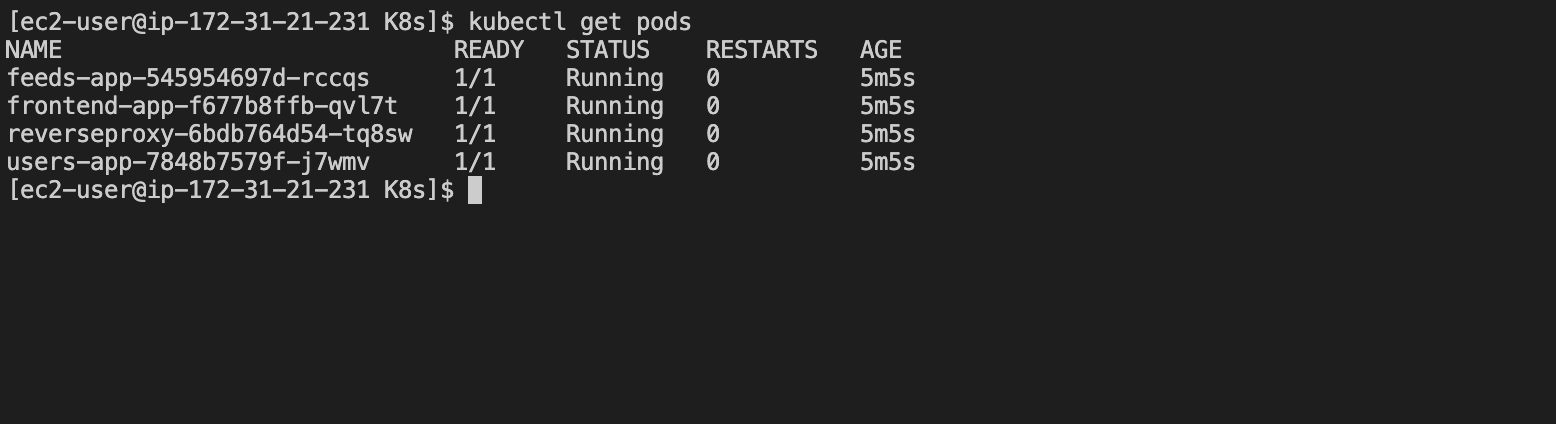 [ec2-user@ip-172-31-21-231 K8s]$ kubectl get pods
NAME                            READY   STATUS    RESTARTS   AGE
feeds-app-545954697d-rccqs      1/1     Running   0          5m5s
frontend-app-f677b8ffb-qvl7t    1/1     Running   0          5m5s
reverseproxy-6bdb764d54-tq8sw   1/1     Running   0          5m5s
users-app-7848b7579f-j7wmv      1/1     Running   0          5m5s
[ec2-user@ip-172-31-21-231 K8s]$